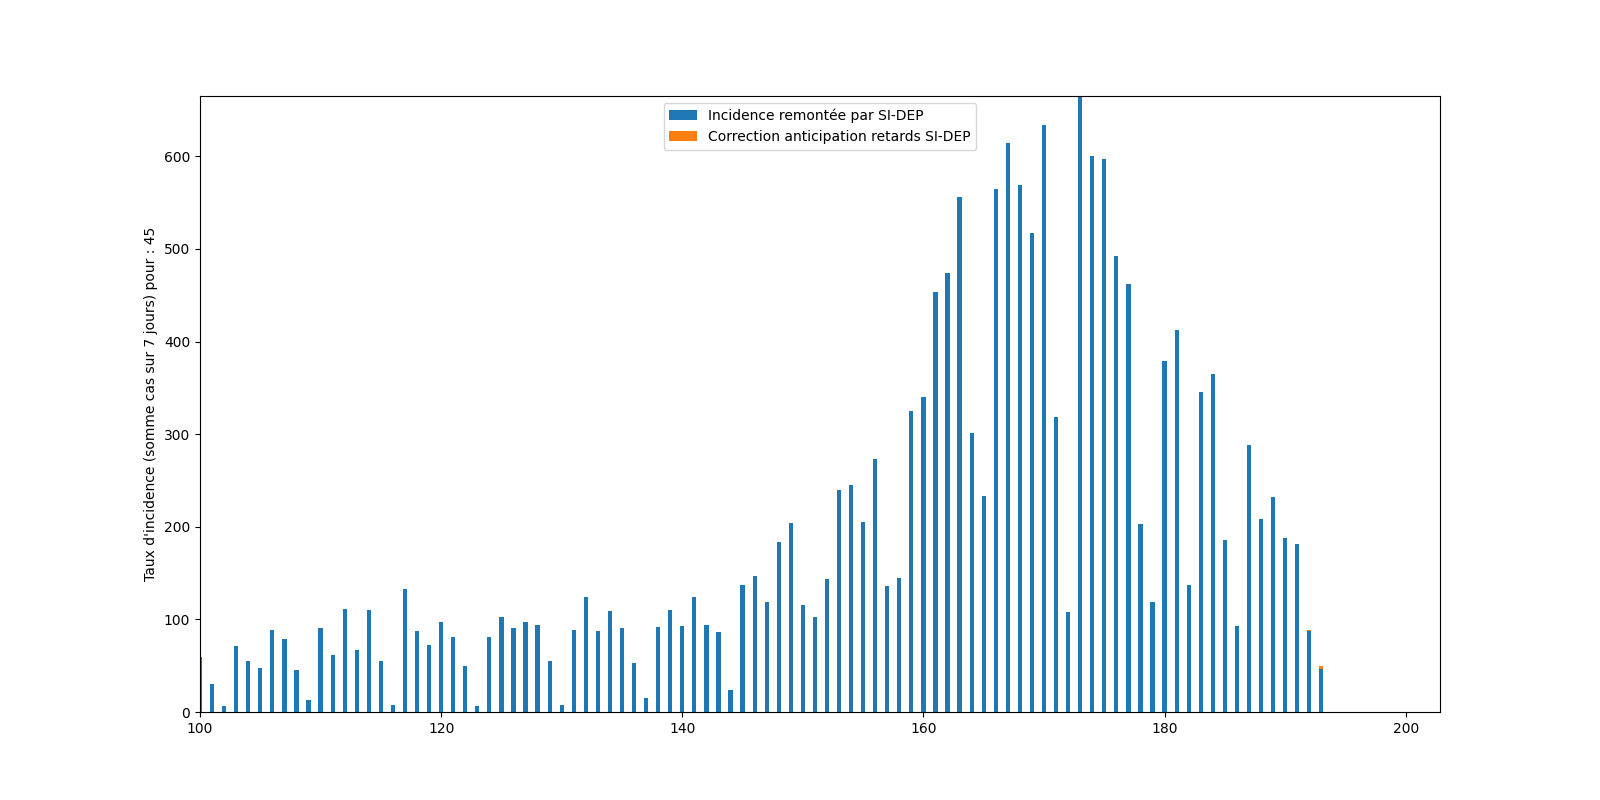 Incidence remontée par SI-DEP
Correction anticipation retards SI-DEP
Taux d'incidence (somme cas sur 7 jours) pour : 45
600
500
400
300
200
100
0
100 120 140 160 180 200